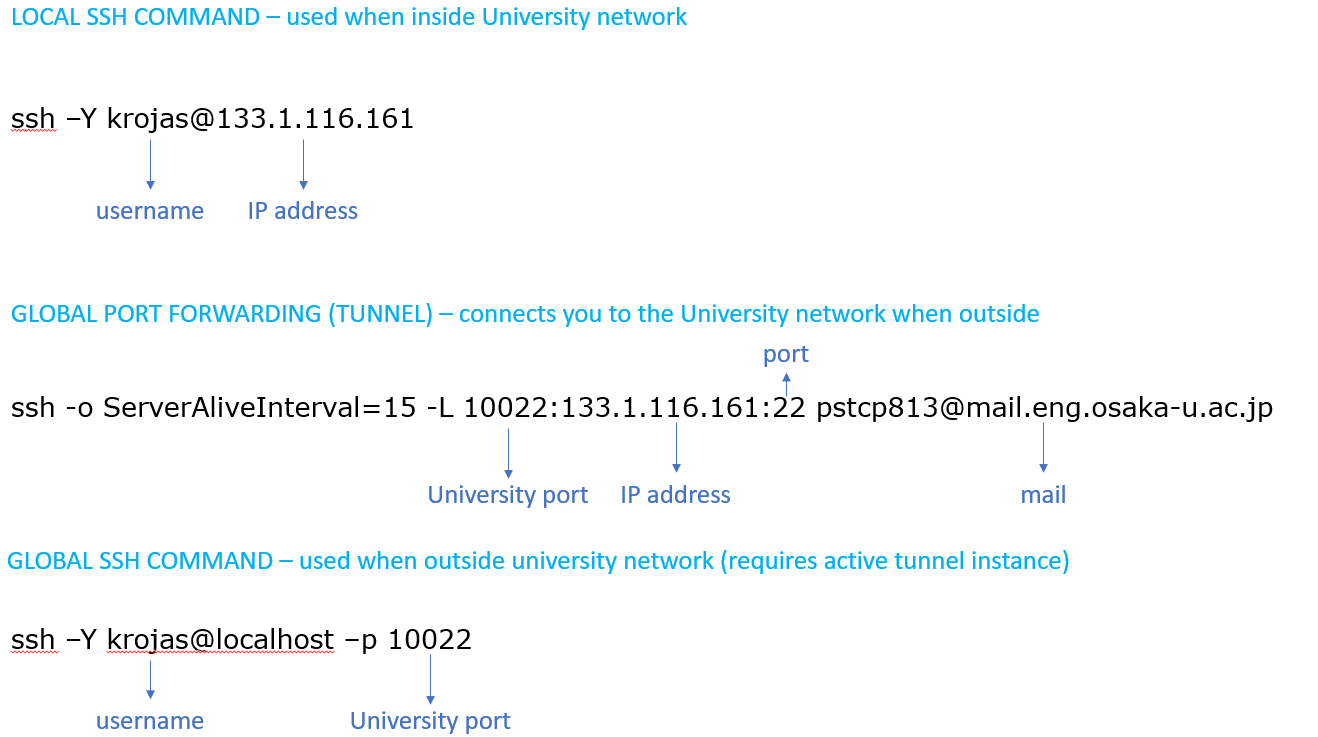 LOCAL SSH COMMAND – used when inside University network
ssh –Y krojas@133.1.116.161
username IP address
GLOBAL PORT FORWARDING (TUNNEL) – connects you to the University network when outside
port
ssh -o ServerAliveInterval=15 -L 10022:133.1.116.161:22 pstcp813@mail.eng.osaka-u.ac.jp
University port IP address mail
GLOBAL SSH COMMAND – used when outside university network (requires active tunnel instance)
ssh –Y krojas@localhost –p 10022
username University port